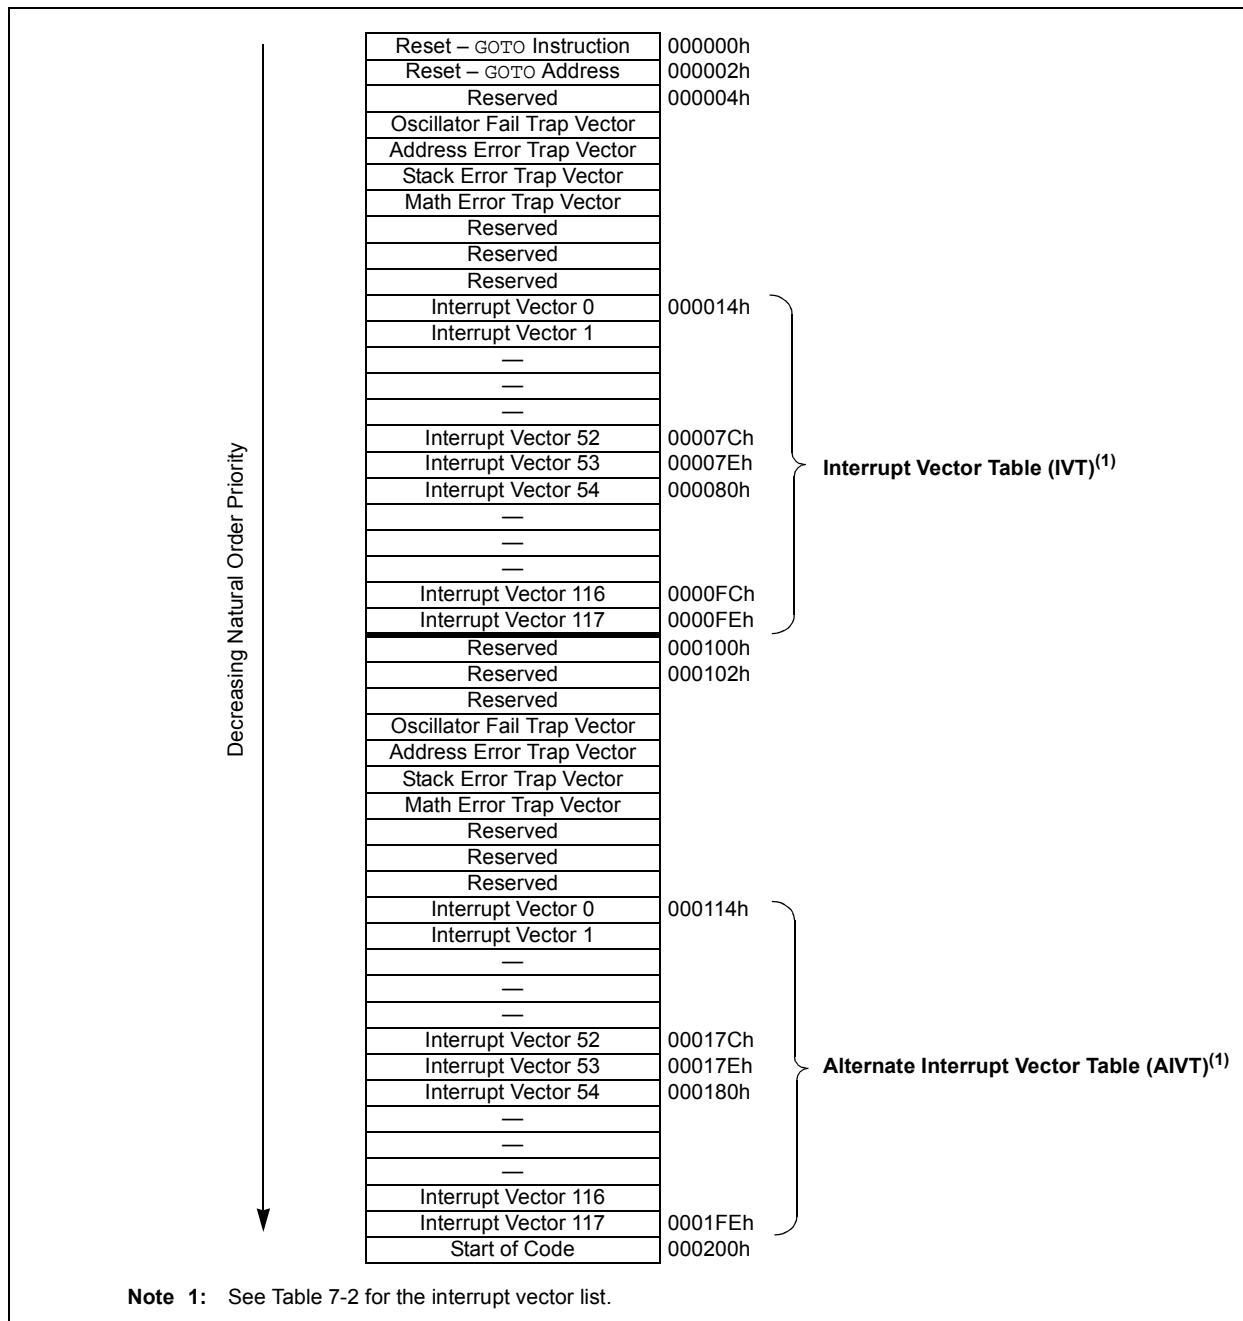 Decreasing Natural Order Priority
Reset – GOTO Instruction 000000h
Reset – GOTO Address 000002h
Reserved 000004h
Oscillator Fail Trap Vector
Address Error Trap Vector
Stack Error Trap Vector
Math Error Trap Vector
Reserved
Reserved
Reserved
Interrupt Vector 0 000014h
Interrupt Vector 1
—
—
—
Interrupt Vector 52 00007Ch
Interrupt Vector 53 00007Eh
Interrupt Vector 54 000080h
—
—
—
Interrupt Vector 116 0000FCh
Interrupt Vector 117 0000FEh
Interrupt Vector Table (IVT)(1)
Reserved 000100h
Reserved 000102h
Reserved
Oscillator Fail Trap Vector
Address Error Trap Vector
Stack Error Trap Vector
Math Error Trap Vector
Reserved
Reserved
Reserved
Interrupt Vector 0 000114h
Interrupt Vector 1
—
—
—
Interrupt Vector 52 00017Ch
Interrupt Vector 53 00017Eh
Interrupt Vector 54 000180h
—
—
—
Interrupt Vector 116
Interrupt Vector 117 0001FEh
Alternate Interrupt Vector Table (AIVT)(1)
Start of Code 000200h
Note 1: See Table 7-2 for the interrupt vector list.